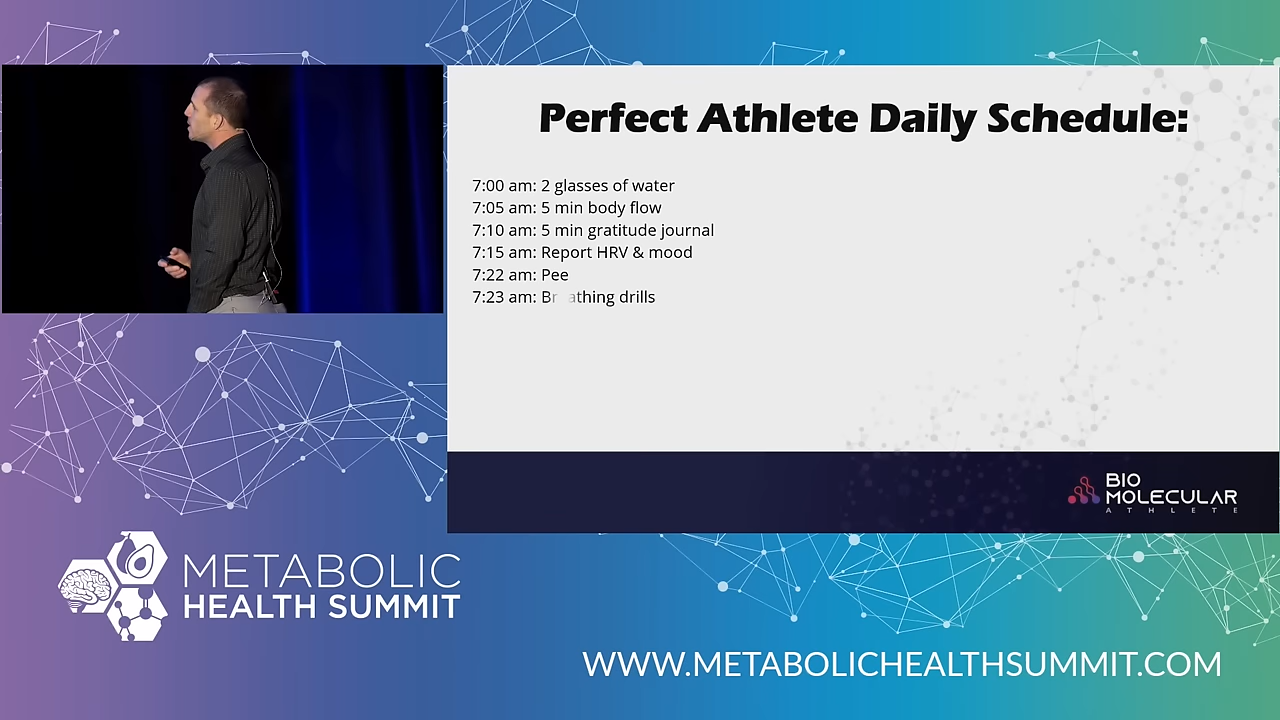 Perfect Athlete Daily Schedule:
7:00 am: 2 glasses of water
7:05 am: 5 min body flow
7:10 am: 5 min gratitude journal
7:15 am: Report HRV & mood
7:22 am: Pee
7:23 am: Breathing drills
BIO
MOLECULAR
ATHLETE
METABOLIC
HEALTH SUMMIT
WWW.METABOLICHEALTHSUMMIT.COM